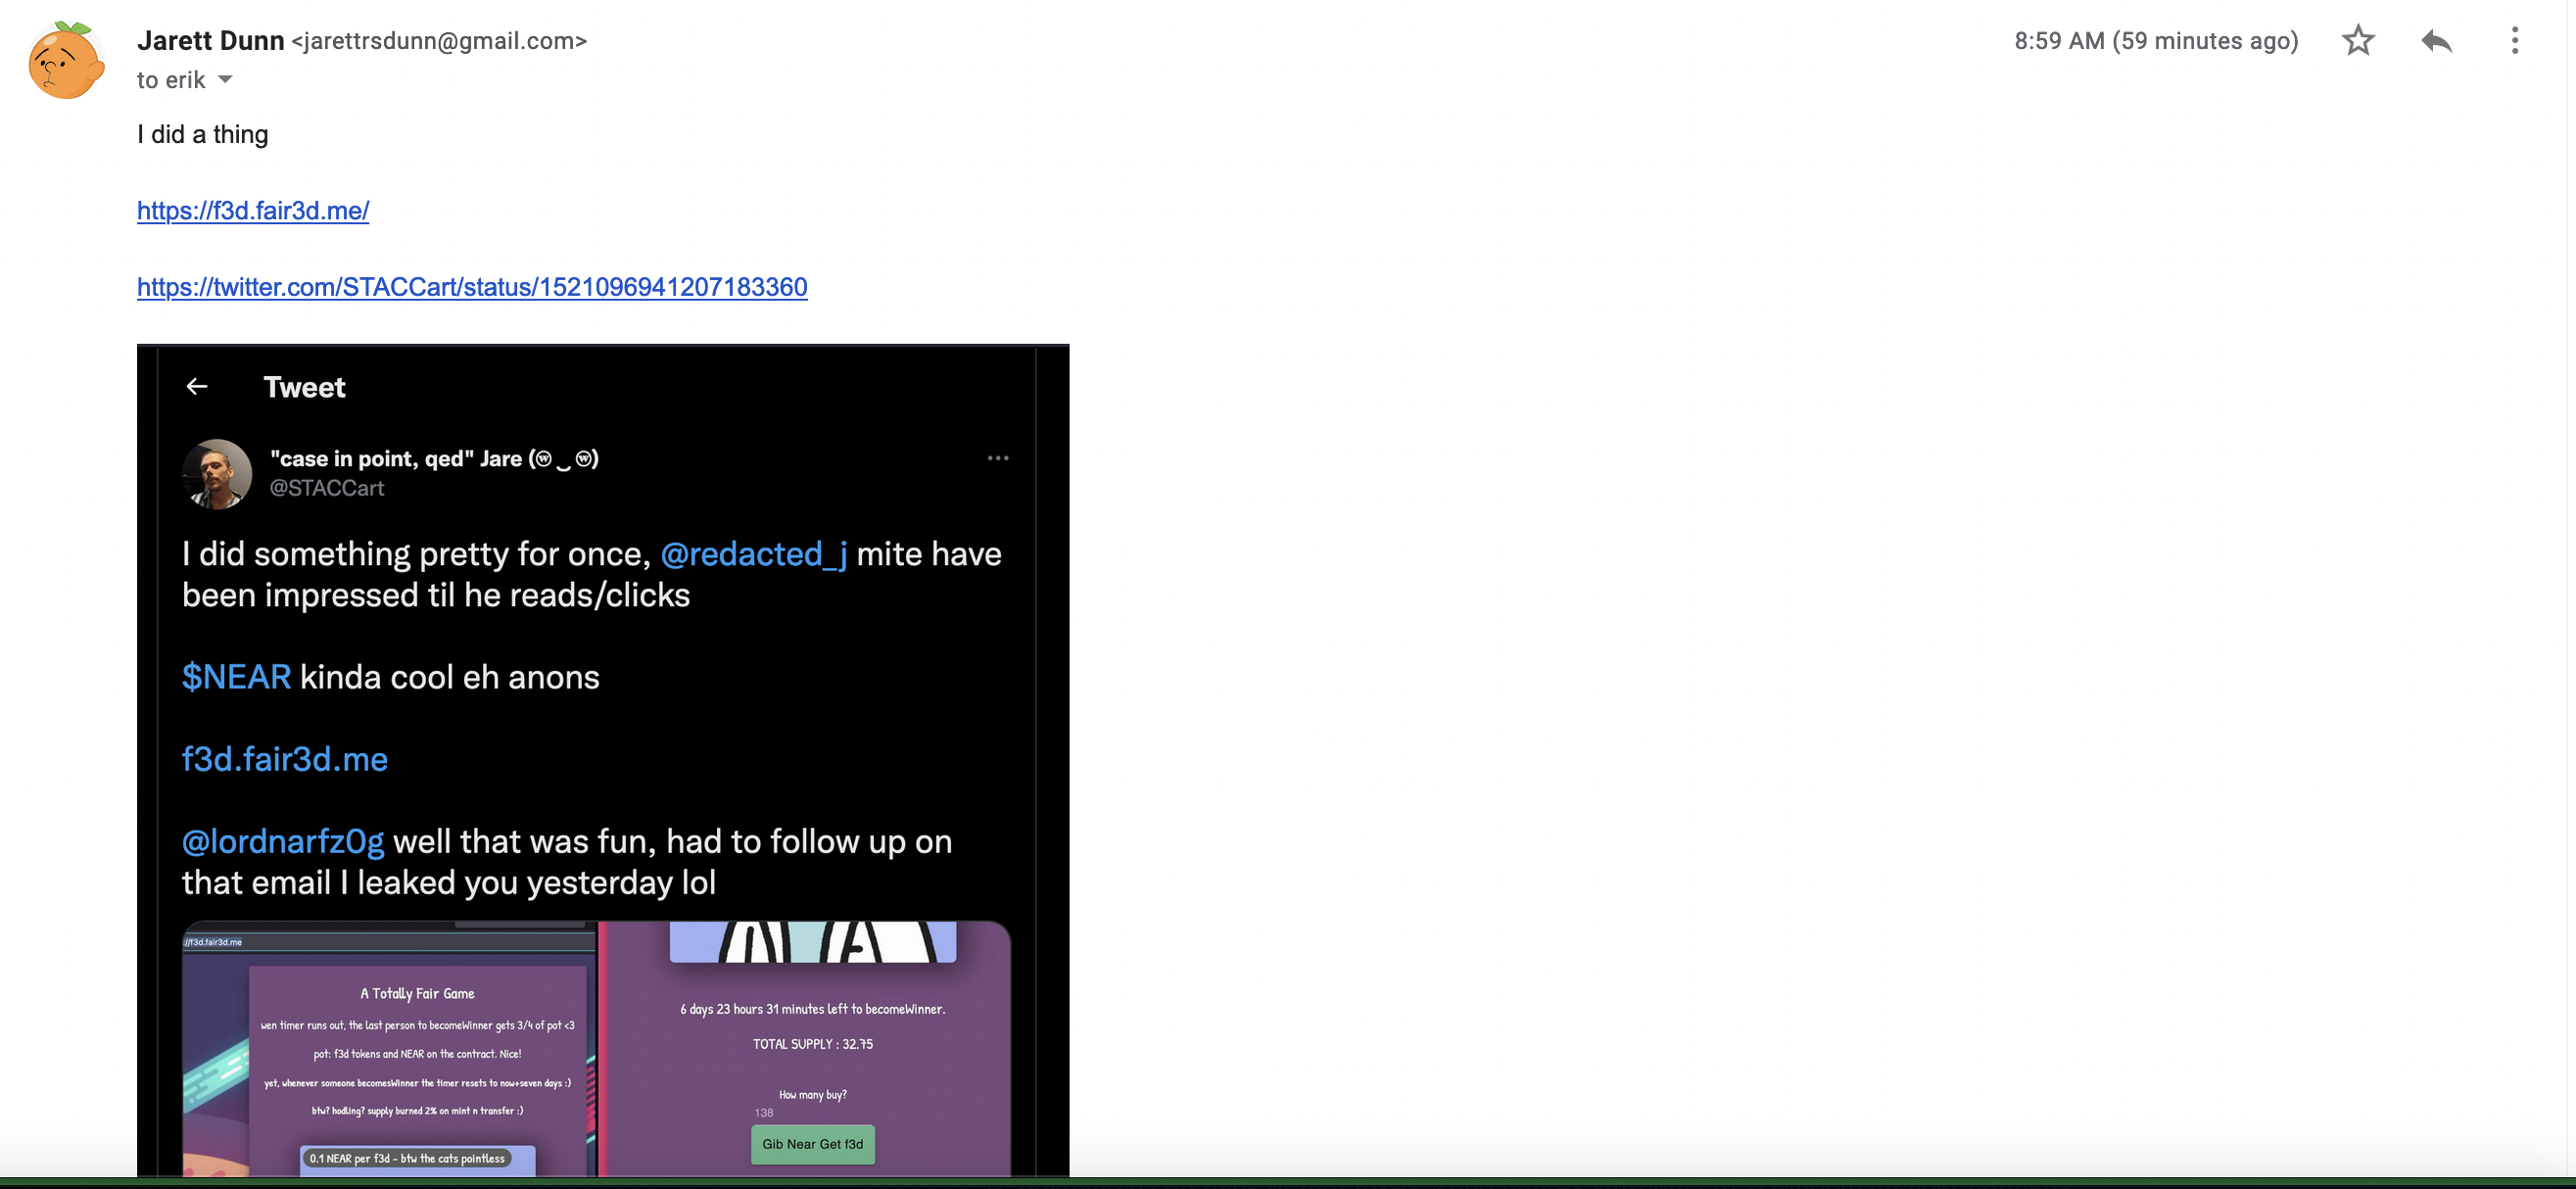 Jarett Dunn <jarettrsdunn@gmail.com>
8:59 AM (59 minutes ago)
to erik
I did a thing
https://f3d.fair3d.me/
https://twitter.com/STACCart/status/1521096941207183360
Tweet
"case in point, qed" Jare (ⓦ‿ⓦ)
@STACCart
I did something pretty for once, @redacted_j mite have
been impressed til he reads/clicks
$NEAR kinda cool eh anons
f3d.fair3d.me
@lordnarfz0g well that was fun, had to follow up on
that email I leaked you yesterday lol
://f3d.fair3d.me
A Totally Fair Game
wen timer runs out, the last person to becomeWinner gets 3/4 of pot <3
pot: f3d tokens and NEAR on the contract. Nice!
yet, whenever someone becomesWinner the timer resets to now+seven days :)
btw? hodling? supply burned 2% on mint n transfer :)
0.1 NEAR per f3d - btw the cats pointless
6 days 23 hours 31 minutes left to becomeWinner.
TOTAL SUPPLY : 32.75
How many buy?
138
Gib Near Get f3d